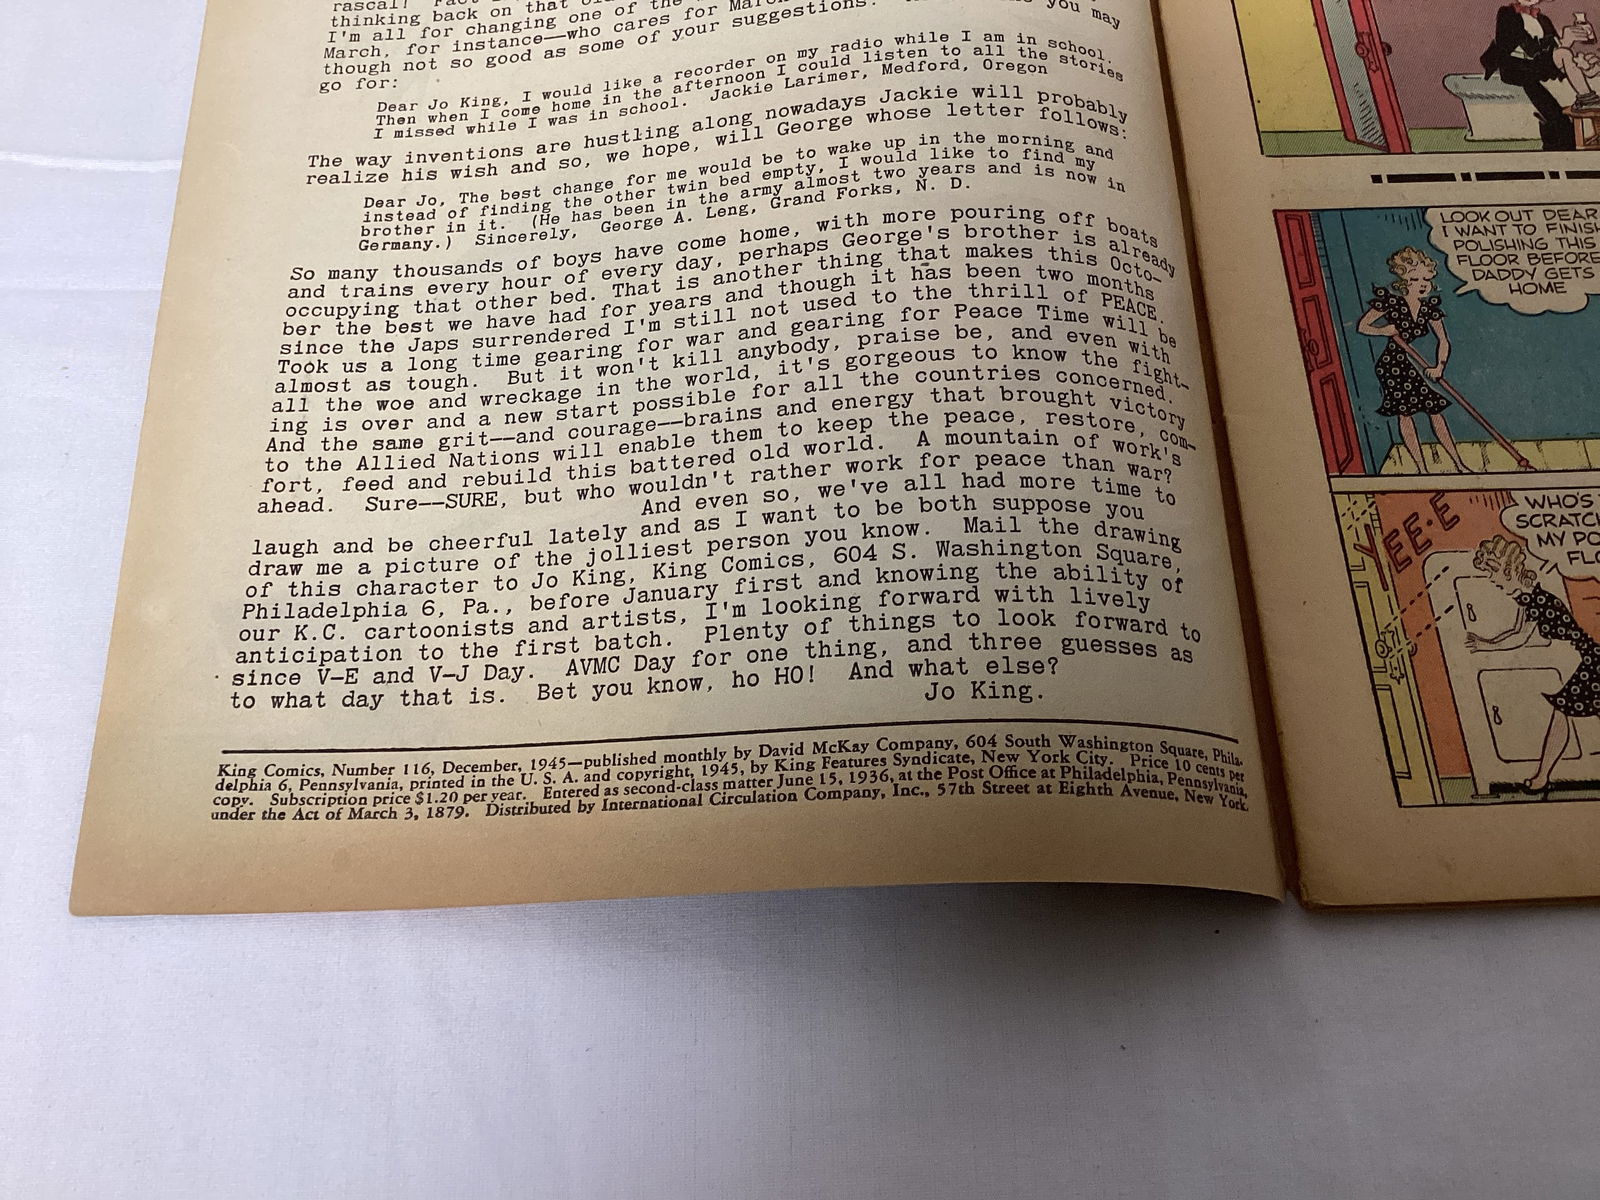 rascal!
thinking back on that
I'm all for changing one of the
March, for instance—who cares for
though not so good as some of your suggestions. you may
go for:
Dear Jo King, I would like a recorder on my radio while I am in school.
Then when I come home in the afternoon I could listen to all the stories
I missed while I was in school. Jackie Larimer, Medford, Oregon
The way inventions are hustling along nowadays Jackie will probably
realize his wish and so, we hope, will George whose letter follows:
Dear Jo, The best change for me would be to wake up in the morning and
instead of finding the other twin bed empty, I would like to find my
brother in it. (He has been in the army almost two years and is now in
Germany.) Sincerely, George A. Leng, Grand Forks, N. D.
So many thousands of boys have come home, with more pouring off boats
and trains every hour of every day, perhaps George's brother is already
occupying that other bed. That is another thing that makes this Octo-
ber the best we have had for years and though it has been two months
since the Japs surrendered I'm still not used to the thrill of PEACE.
Took us a long time gearing for war and gearing for Peace Time will be
almost as tough. But it won't kill anybody, praise be, and even with
all the woe and wreckage in the world, it's gorgeous to know the fight-
ing is over and a new start possible for all the countries concerned.
And the same grit——and courage——brains and energy that brought victory
to the Allied Nations will enable them to keep the peace, restore, com-
fort, feed and rebuild this battered old world. A mountain of work's
ahead. Sure——SURE, but who wouldn't rather work for peace than war?
And even so, we've all had more time to
laugh and be cheerful lately and as I want to be both suppose you
draw me a picture of the jolliest person you know. Mail the drawing
of this character to Jo King, King Comics, 604 S. Washington Square,
Philadelphia 6, Pa., before January first and knowing the ability of
our K.C. cartoonists and artists, I'm looking forward with lively
anticipation to the first batch. Plenty of things to look forward to
since V-E and V-J Day. AVMC Day for one thing, and three guesses as
to what day that is. Bet you know, ho HO! And what else?
Jo King.
King Comics, Number 116, December, 1945—published monthly by David McKay Company, 604 South Washington Square, Phila-
delphia 6, Pennsylvania, printed in the U. S. A. and copyright, 1945, by King Features Syndicate, New York City. Price 10 cents per
copy. Subscription price $1.20 per year. Entered as second-class matter June 15, 1936, at the Post Office at Philadelphia, Pennsylvania,
under the Act of March 3, 1879. Distributed by International Circulation Company, Inc., 57th Street at Eighth Avenue, New York.
LOOK OUT DEAR
I WANT TO FINISH
POLISHING THIS
FLOOR BEFORE
DADDY GETS
HOME
EE·E
WHO'S
SCRATCH
MY PO
FLO